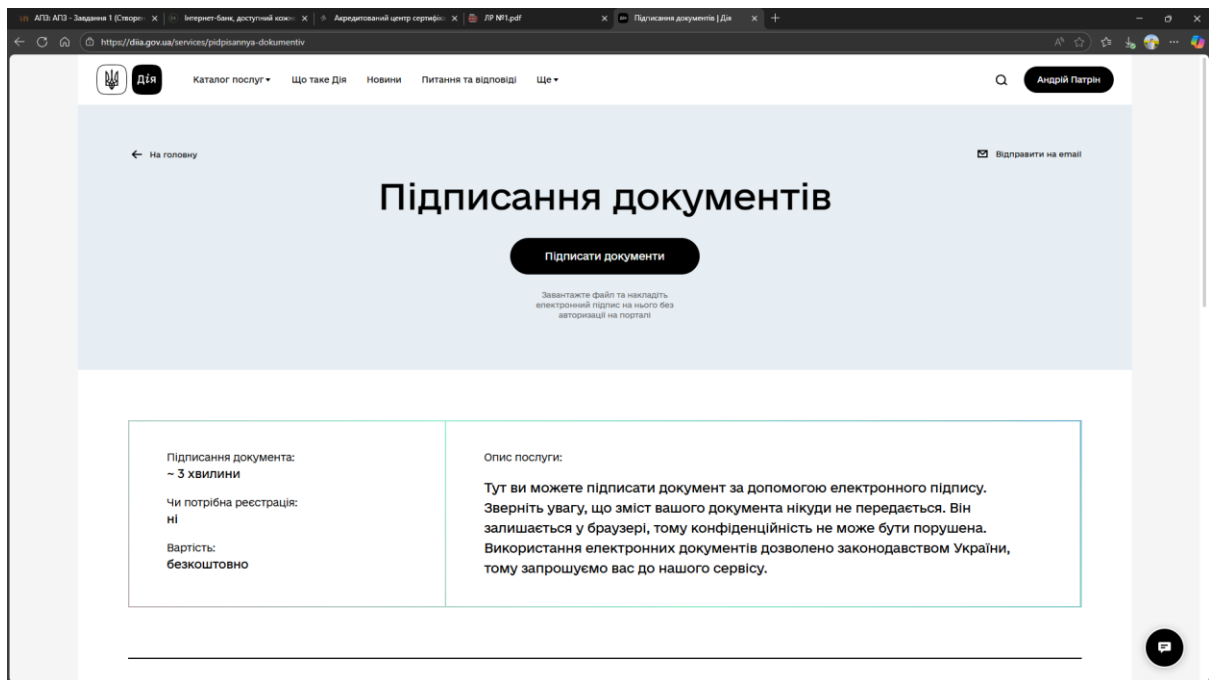 АПЗ: АПЗ - Завдання 1 (Створен
Інтернет-банк, доступний кожн
Акредитований центр сертифік
ЛР №1.pdf
Підписання документів | Дія
https://diia.gov.ua/services/pidpisannya-dokumentiv
Дія
Каталог послуг
Що таке Дія
Новини
Питання та відповіді
Ще
Андрій Патрін
На головну
Відправити на email
Підписання документів
Підписати документи
Завантажте файл та накладіть
електронний підпис на нього без
авторизації на порталі
Підписання документа:
~ 3 хвилини
Чи потрібна реєстрація:
ні
Вартість:
безкоштовно
Опис послуги:
Тут ви можете підписати документ за допомогою електронного підпису.
Зверніть увагу, що зміст вашого документа нікуди не передається. Він
залишається у браузері, тому конфіденційність не може бути порушена.
Використання електронних документів дозволено законодавством України,
тому запрошуємо вас до нашого сервісу.